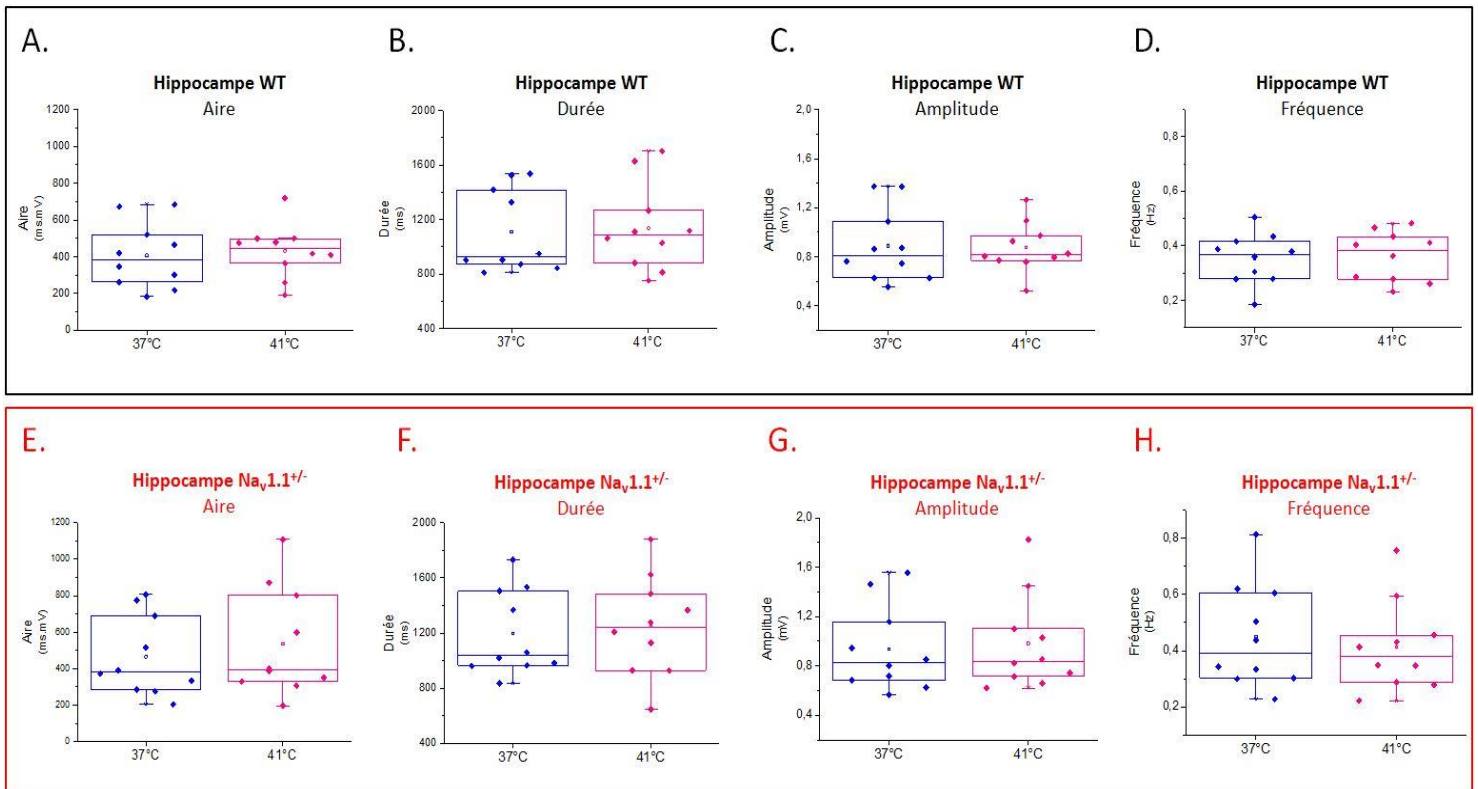 A.
Hippocampe WT
Aire
Aire
(ms.mV)
1200
1000
800
600
400
200
0
37°C
41°C
B.
Hippocampe WT
Durée
Durée
(ms)
2000
1600
1200
800
400
37°C
41°C
C.
Hippocampe WT
Amplitude
Amplitude
(mV)
2,0
1,6
1,2
0,8
0,4
37°C
41°C
D.
Hippocampe WT
Fréquence
Fréquence
(Hz)
0,8
0,6
0,4
0,2
37°C
41°C
E.
Hippocampe Nav1.1+/-
Aire
Aire
(ms.mV)
1200
1000
800
600
400
200
0
37°C
41°C
F.
Hippocampe Nav1.1+/-
Durée
Durée
(ms)
2000
1600
1200
800
400
37°C
41°C
G.
Hippocampe Nav1.1+/-
Amplitude
Amplitude
(mV)
2,0
1,6
1,2
0,8
0,4
37°C
41°C
H.
Hippocampe Nav1.1+/-
Fréquence
Fréquence
(Hz)
0,8
0,6
0,4
0,2
37°C
41°C